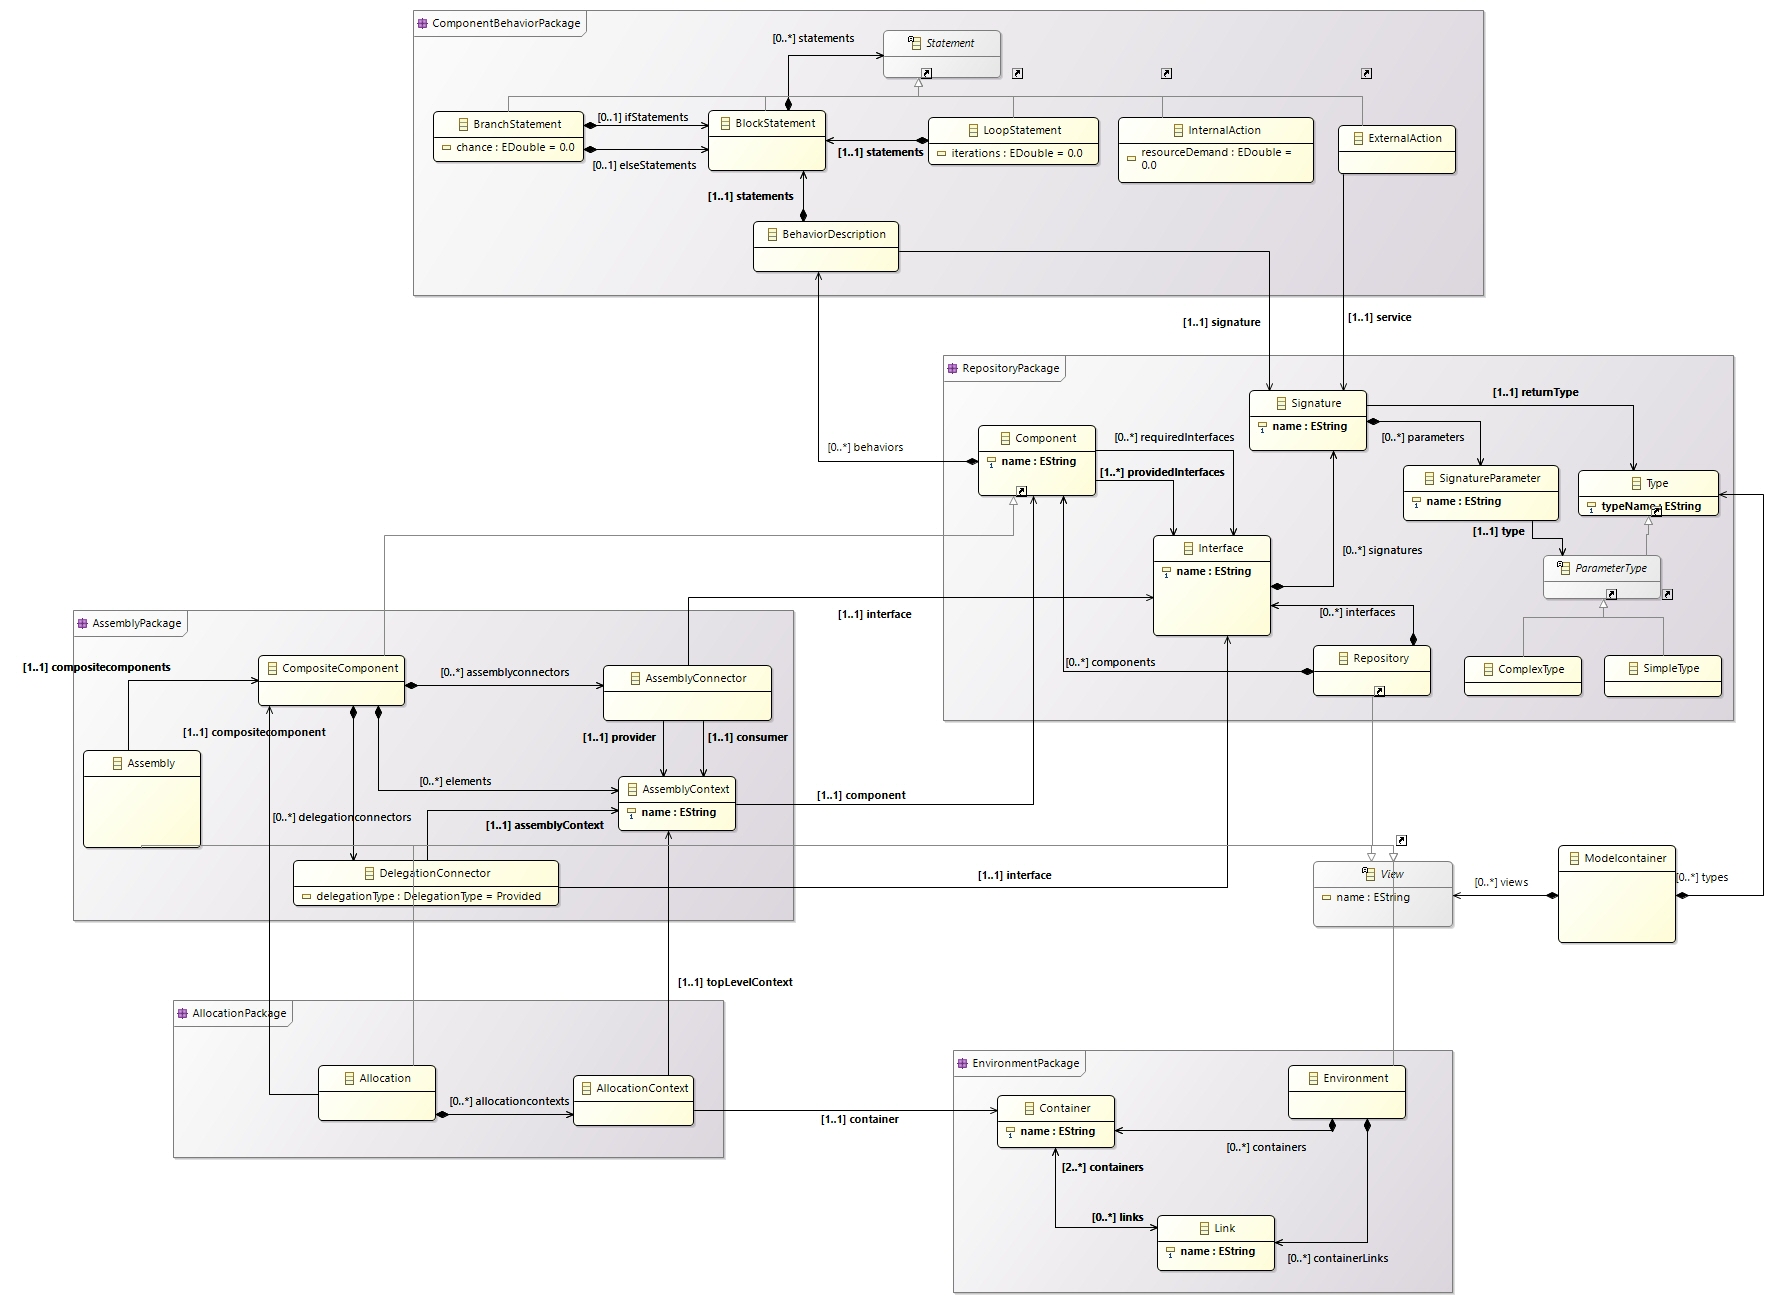 ComponentBehaviorPackage
[0..*] statements
Statement
BranchStatement
chance : EDouble = 0.0
[0..1] ifStatements
[0..1] elseStatements
BlockStatement
[1..1] statements
LoopStatement
iterations : EDouble = 0.0
InternalAction
resourceDemand : EDouble =
0.0
ExternalAction
[1..1] statements
BehaviorDescription
[1..1] signature
[1..1] service
RepositoryPackage
Signature
name : EString
[1..1] returnType
[0..*] parameters
Component
name : EString
[0..*] requiredInterfaces
[1..*] providedInterfaces
[0..*] behaviors
SignatureParameter
name : EString
Type
typeName : EString
[1..1] type
Interface
name : EString
[0..*] signatures
ParameterType
[0..*] interfaces
[1..1] interface
AssemblyPackage
[1..1] compositecomponents
CompositeComponent
[0..*] assemblyconnectors
AssemblyConnector
[0..*] components
Repository
ComplexType
SimpleType
[1..1] compositecomponent
[1..1] provider
[1..1] consumer
Assembly
[0..*] elements
AssemblyContext
name : EString
[1..1] component
[0..*] delegationconnectors
[1..1] assemblyContext
DelegationConnector
delegationType : DelegationType = Provided
[1..1] interface
View
name : EString
[0..*] views
Modelcontainer
[0..*] types
[1..1] topLevelContext
AllocationPackage
Allocation
[0..*] allocationcontexts
AllocationContext
[1..1] container
EnvironmentPackage
Environment
Container
name : EString
[0..*] containers
[2..*] containers
[0..*] links
Link
name : EString
[0..*] containerLinks